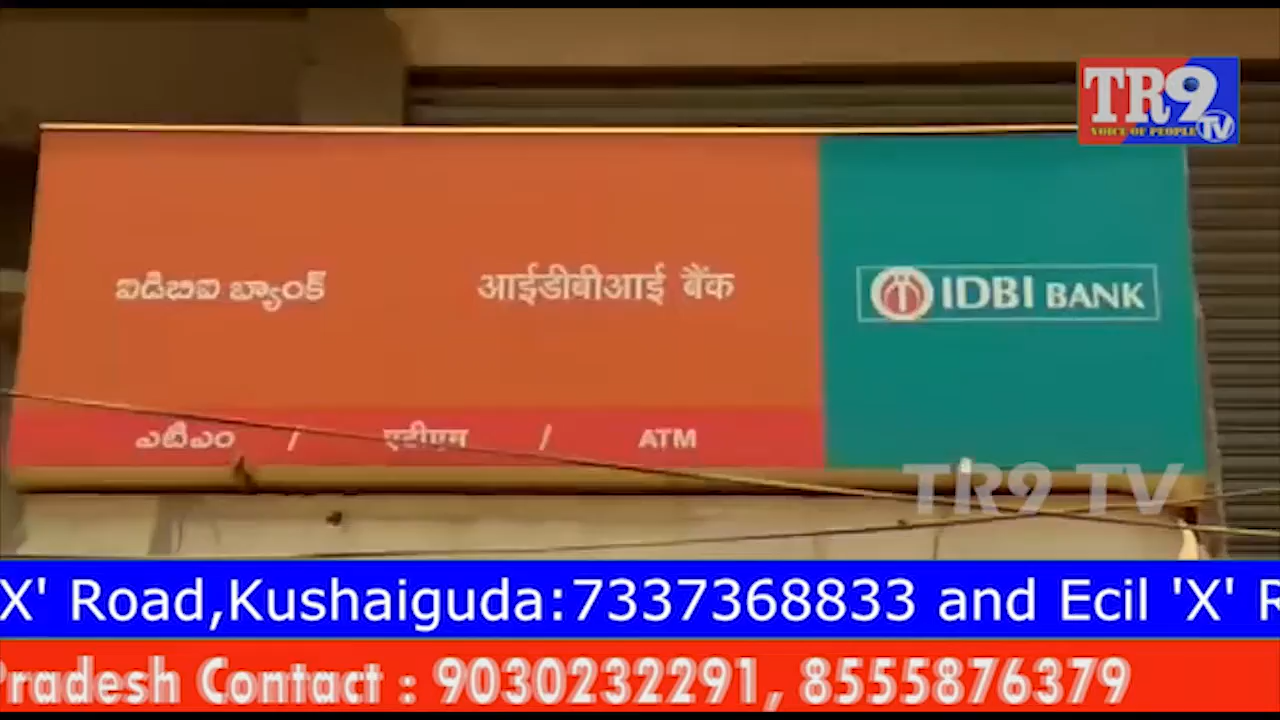 TR9
VOICE OF PEOPLE TV
ఐడిబిఐ బ్యాంక్ आईडीबीआई बैंक IDBI BANK
ఎటిఎం / एटीएम / ATM
TR9 TV
X' Road,Kushaiguda:7337368833 and Ecil 'X' R
Pradesh Contact : 9030232291, 8555876379